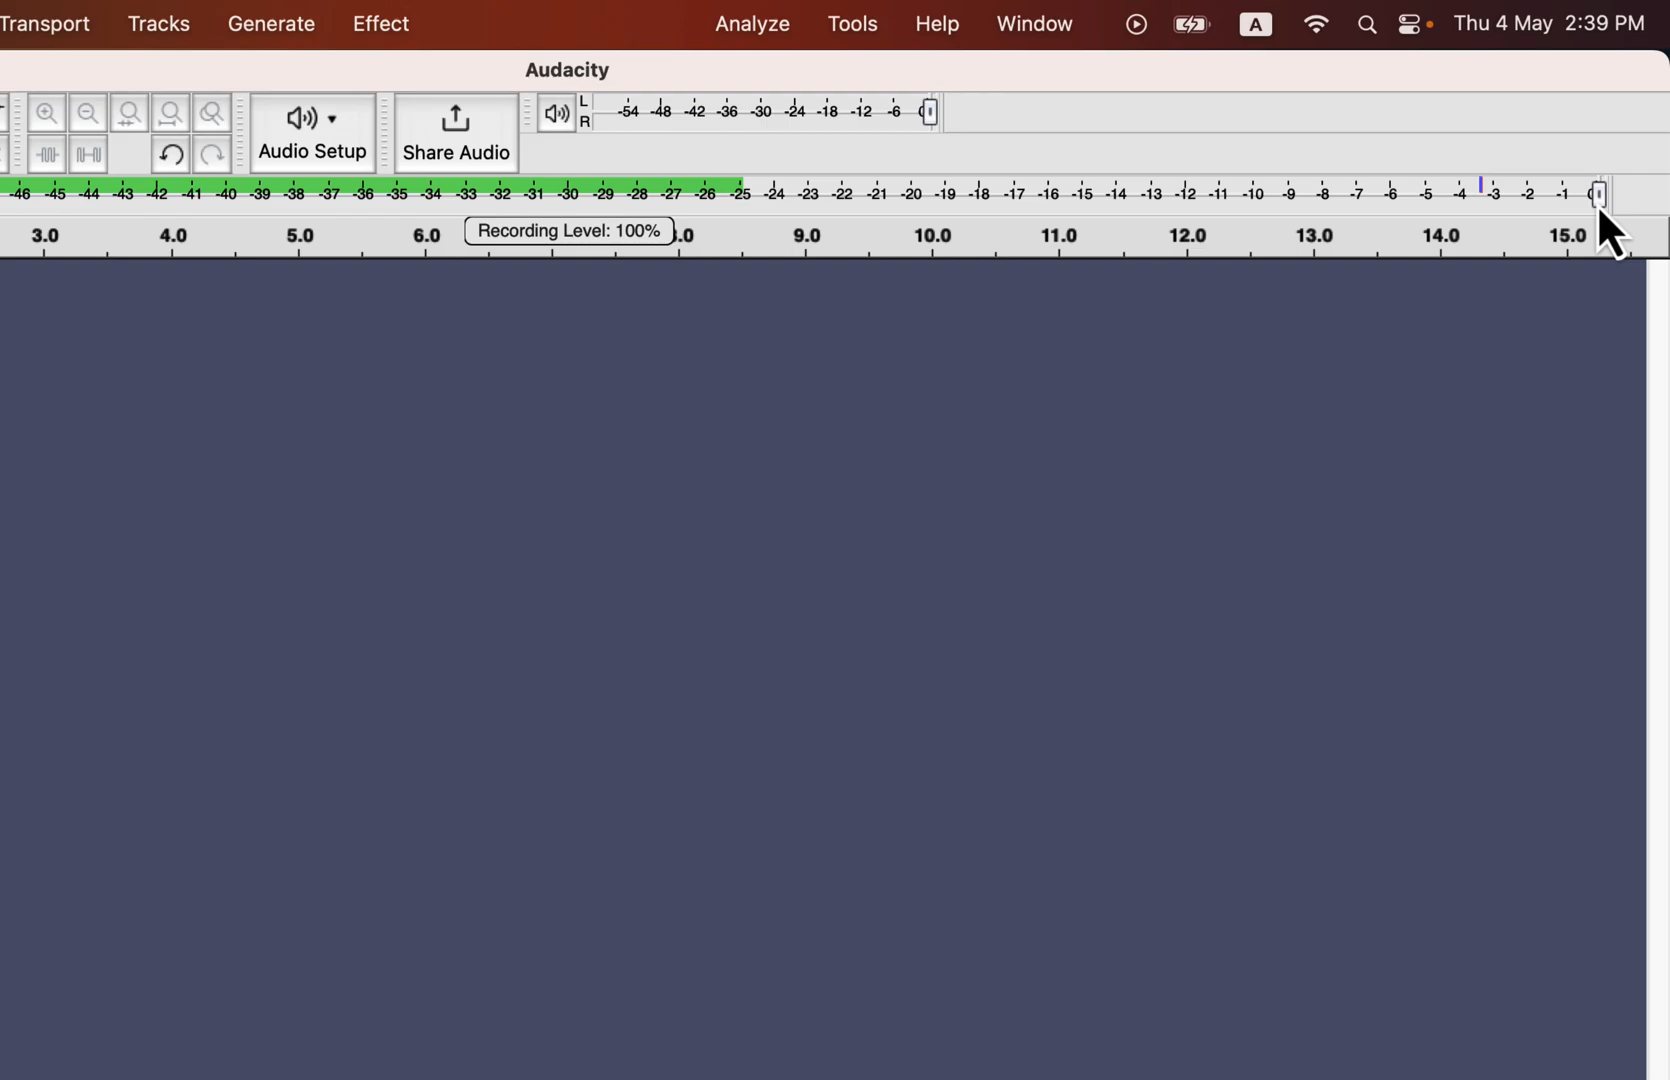 Transport Tracks Generate Effect Analyze Tools Help Window A Thu 4 May 2:39 PM
Audacity
L
R
-54 -48 -42 -36 -30 -24 -18 -12 -6 0
Audio Setup
Share Audio
-46 -45 -44 -43 -42 -41 -40 -39 -38 -37 -36 -35 -34 -33 -32 -31 -30 -29 -28 -27 -26 -25 -24 -23 -22 -21 -20 -19 -18 -17 -16 -15 -14 -13 -12 -11 -10 -9 -8 -7 -6 -5 -4 -3 -2 -1 0
3.0 4.0 5.0 6.0 Recording Level: 100% 8.0 9.0 10.0 11.0 12.0 13.0 14.0 15.0